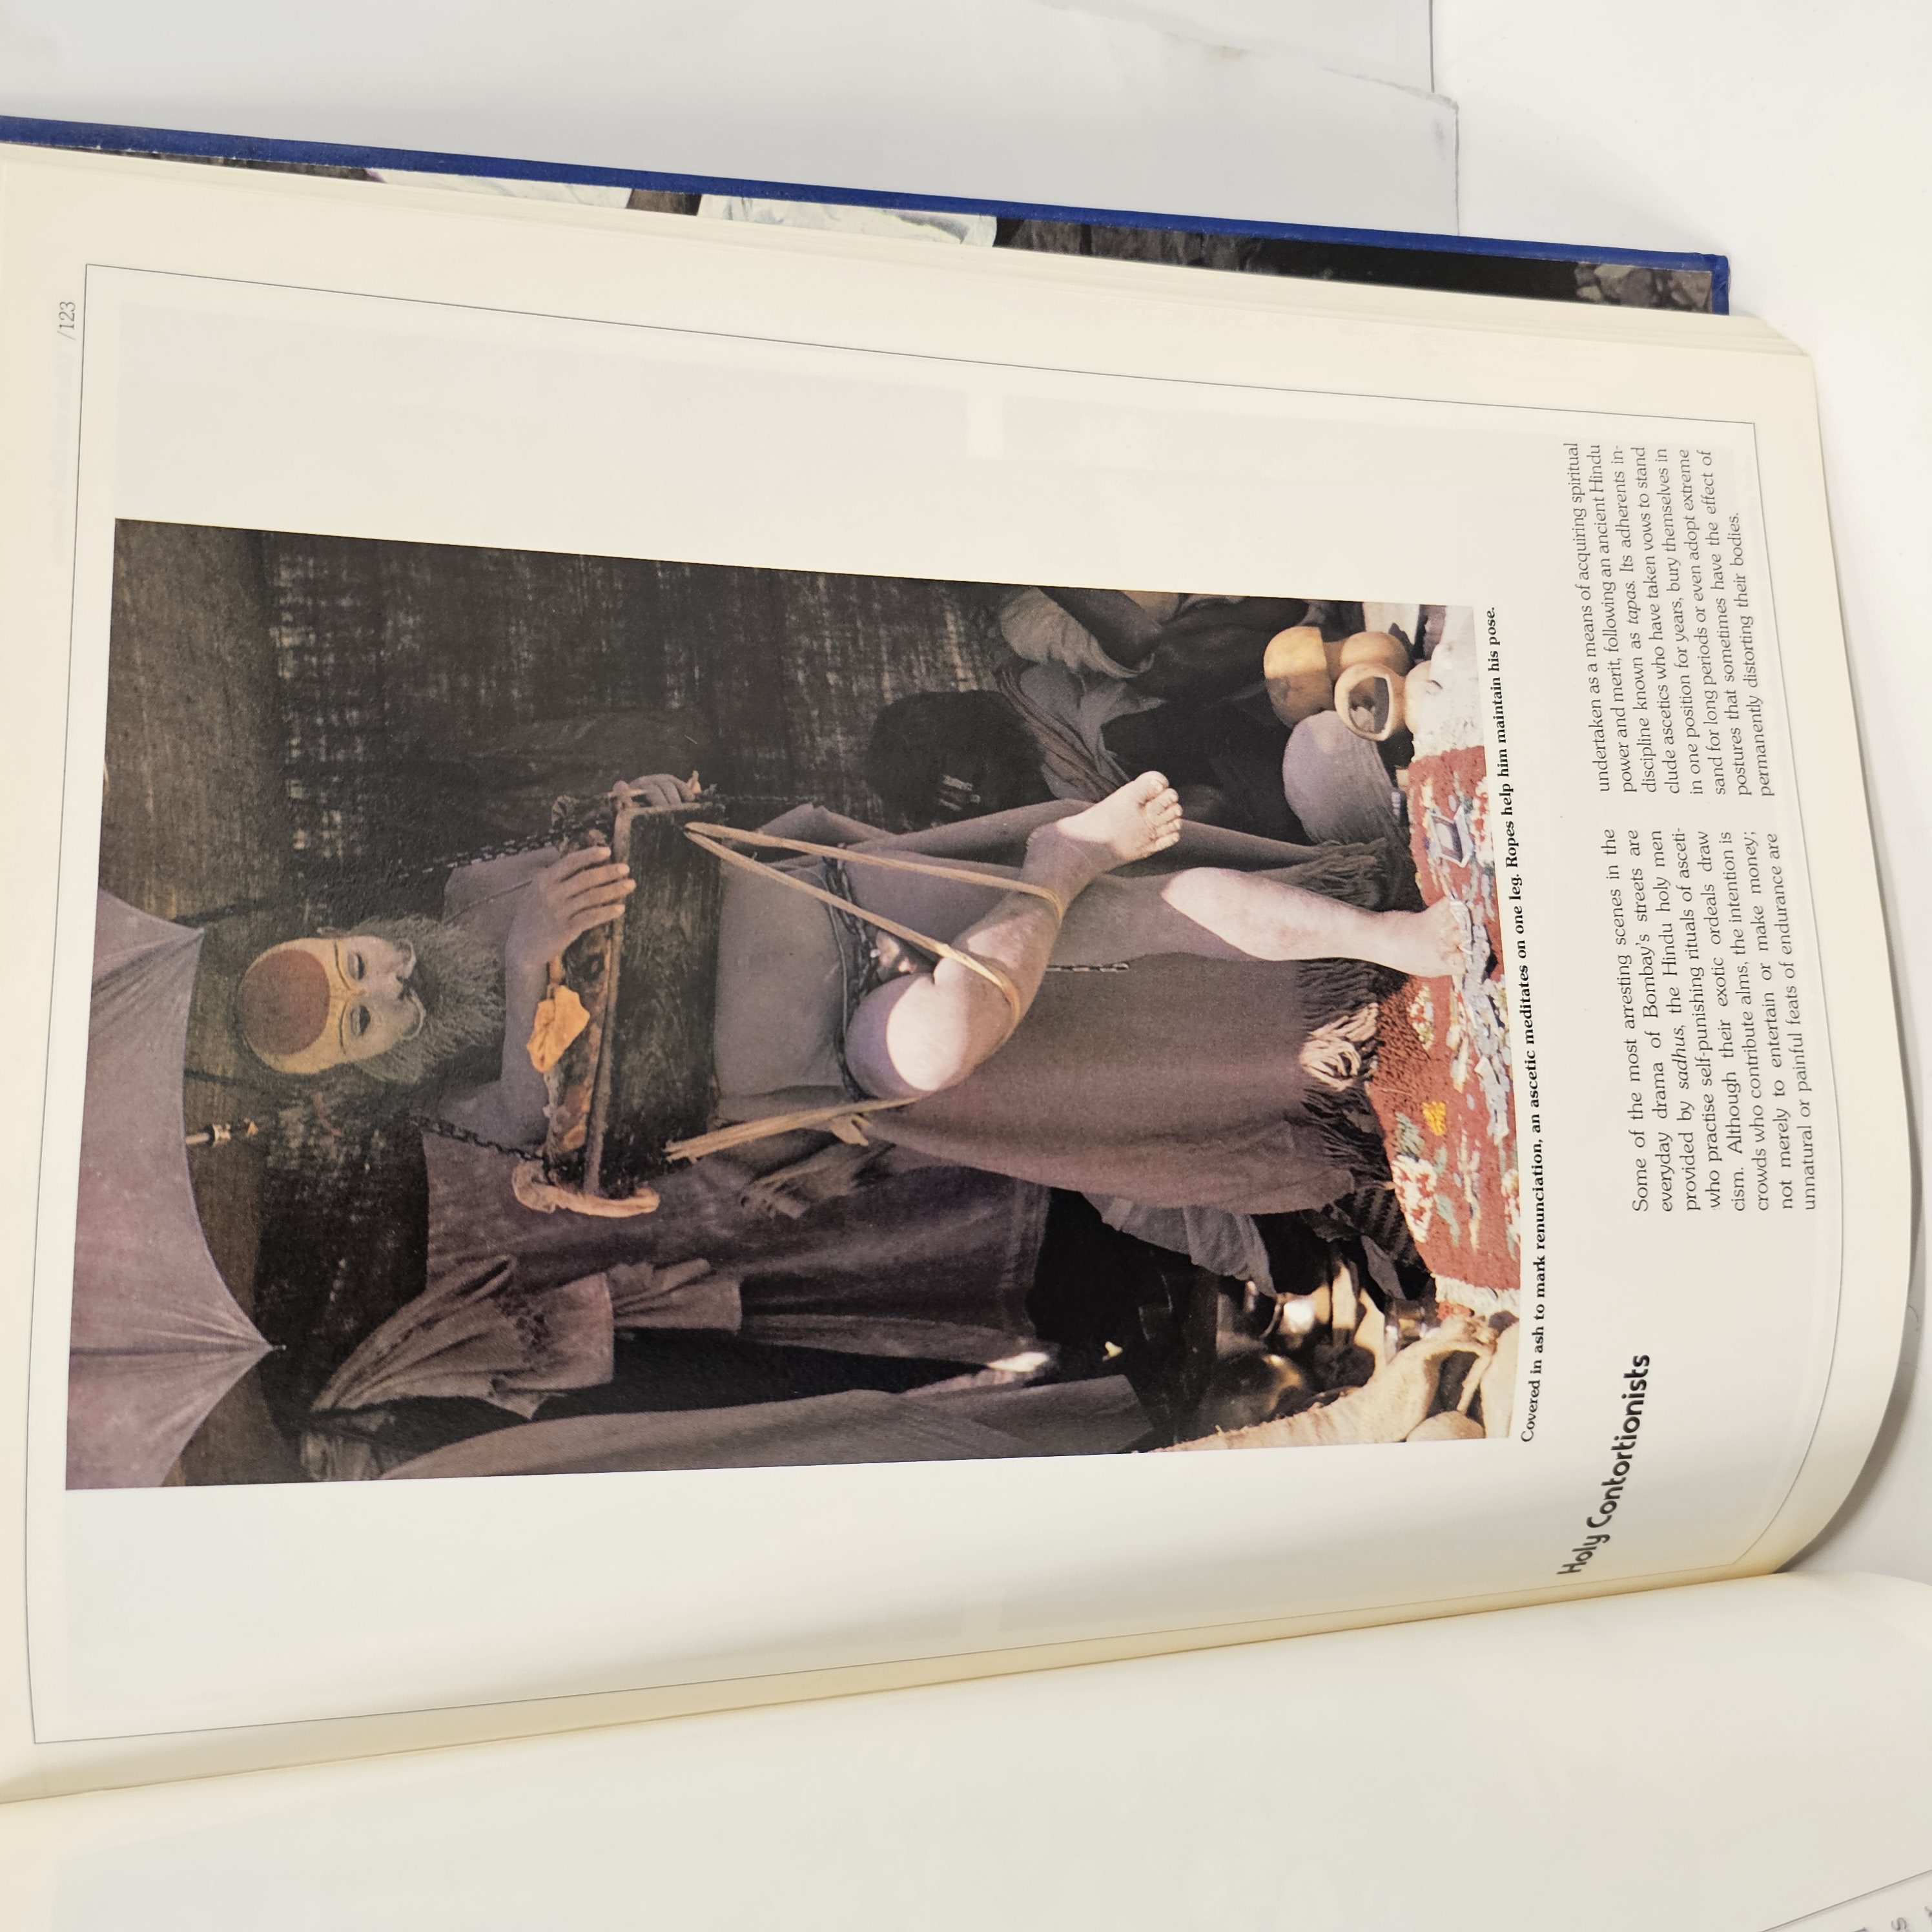 /123
Covered in ash to mark renunciation, an ascetic meditates on one leg. Ropes help him maintain his pose.
Holy Contortionists
Some of the most arresting scenes in the
everyday drama of Bombay's streets are
provided by sadhus, the Hindu holy men
who practise self-punishing rituals of asceti-
cism. Although their exotic ordeals draw
crowds who contribute alms, the intention is
not merely to entertain or make money;
unnatural or painful feats of endurance are
undertaken as a means of acquiring spiritual
power and merit, following an ancient Hindu
discipline known as tapas. Its adherents in-
clude ascetics who have taken vows to stand
in one position for years, bury themselves in
sand for long periods or even adopt extreme
postures that sometimes have the effect of
permanently distorting their bodies.